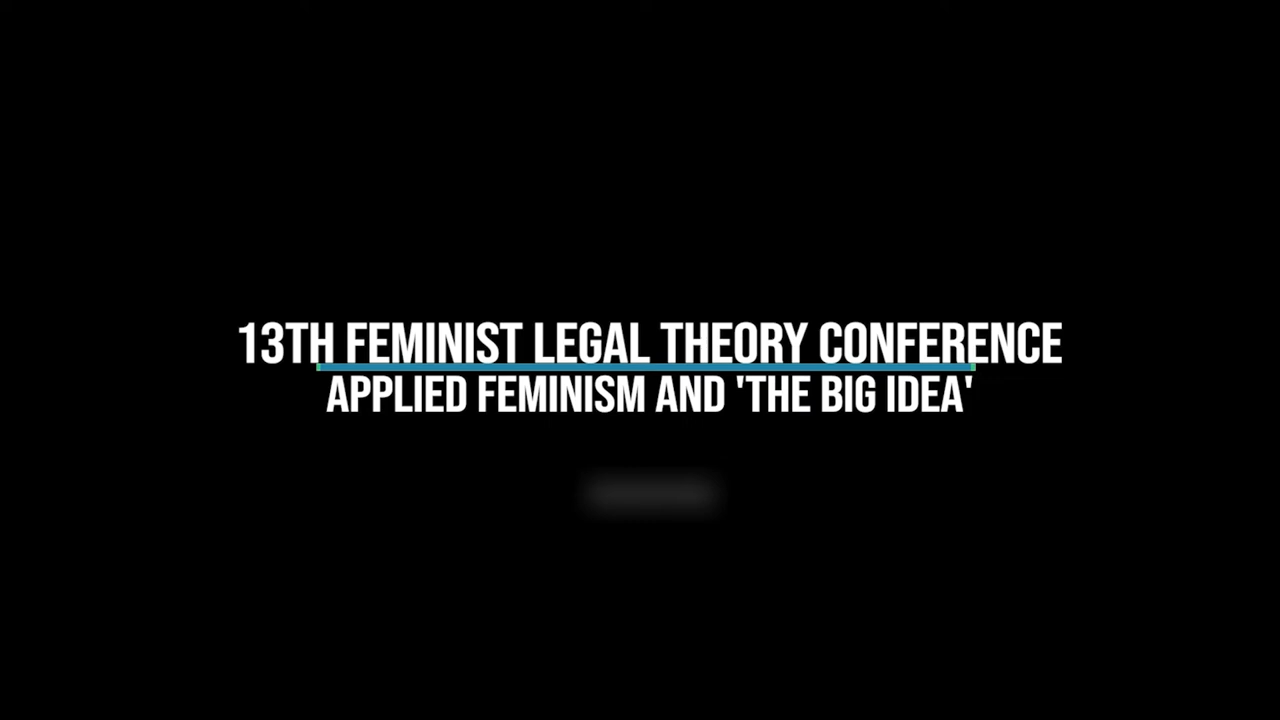 13TH FEMINIST LEGAL THEORY CONFERENCE
APPLIED FEMINISM AND 'THE BIG IDEA'